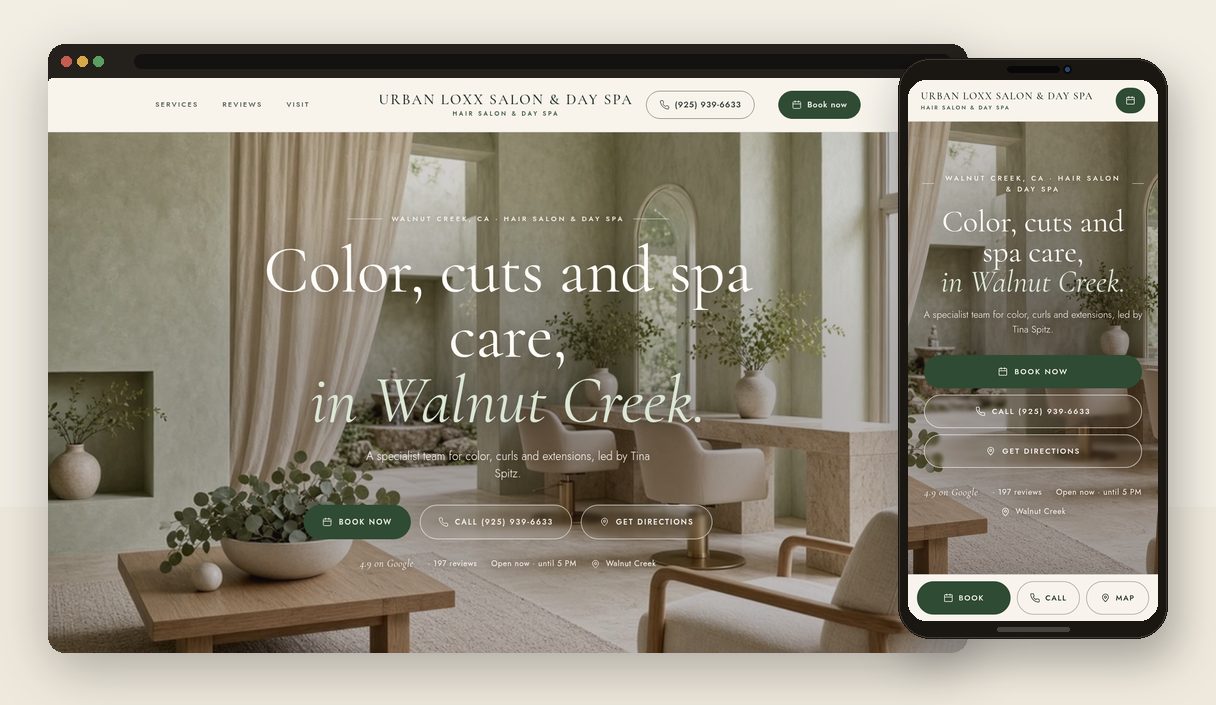 SERVICES REVIEWS VISIT
URBAN LOXX SALON & DAY SPA
HAIR SALON & DAY SPA
(925) 939-6633
Book now
WALNUT CREEK, CA · HAIR SALON & DAY SPA
Color, cuts and spa
care,
in Walnut Creek.
A specialist team for color, curls and extensions, led by Tina
Spitz.
BOOK NOW
CALL (925) 939-6633
GET DIRECTIONS
4.9 on Google · 197 reviews Open now · until 5 PM Walnut Creek
URBAN LOXX SALON & DAY SPA
HAIR SALON & DAY SPA
WALNUT CREEK, CA · HAIR SALON
& DAY SPA
Color, cuts and
spa care,
in Walnut Creek.
A specialist team for color, curls and extensions, led by
Tina Spitz.
BOOK NOW
CALL (925) 939-6633
GET DIRECTIONS
4.9 on Google · 197 reviews Open now · until 5 PM
Walnut Creek
BOOK CALL MAP